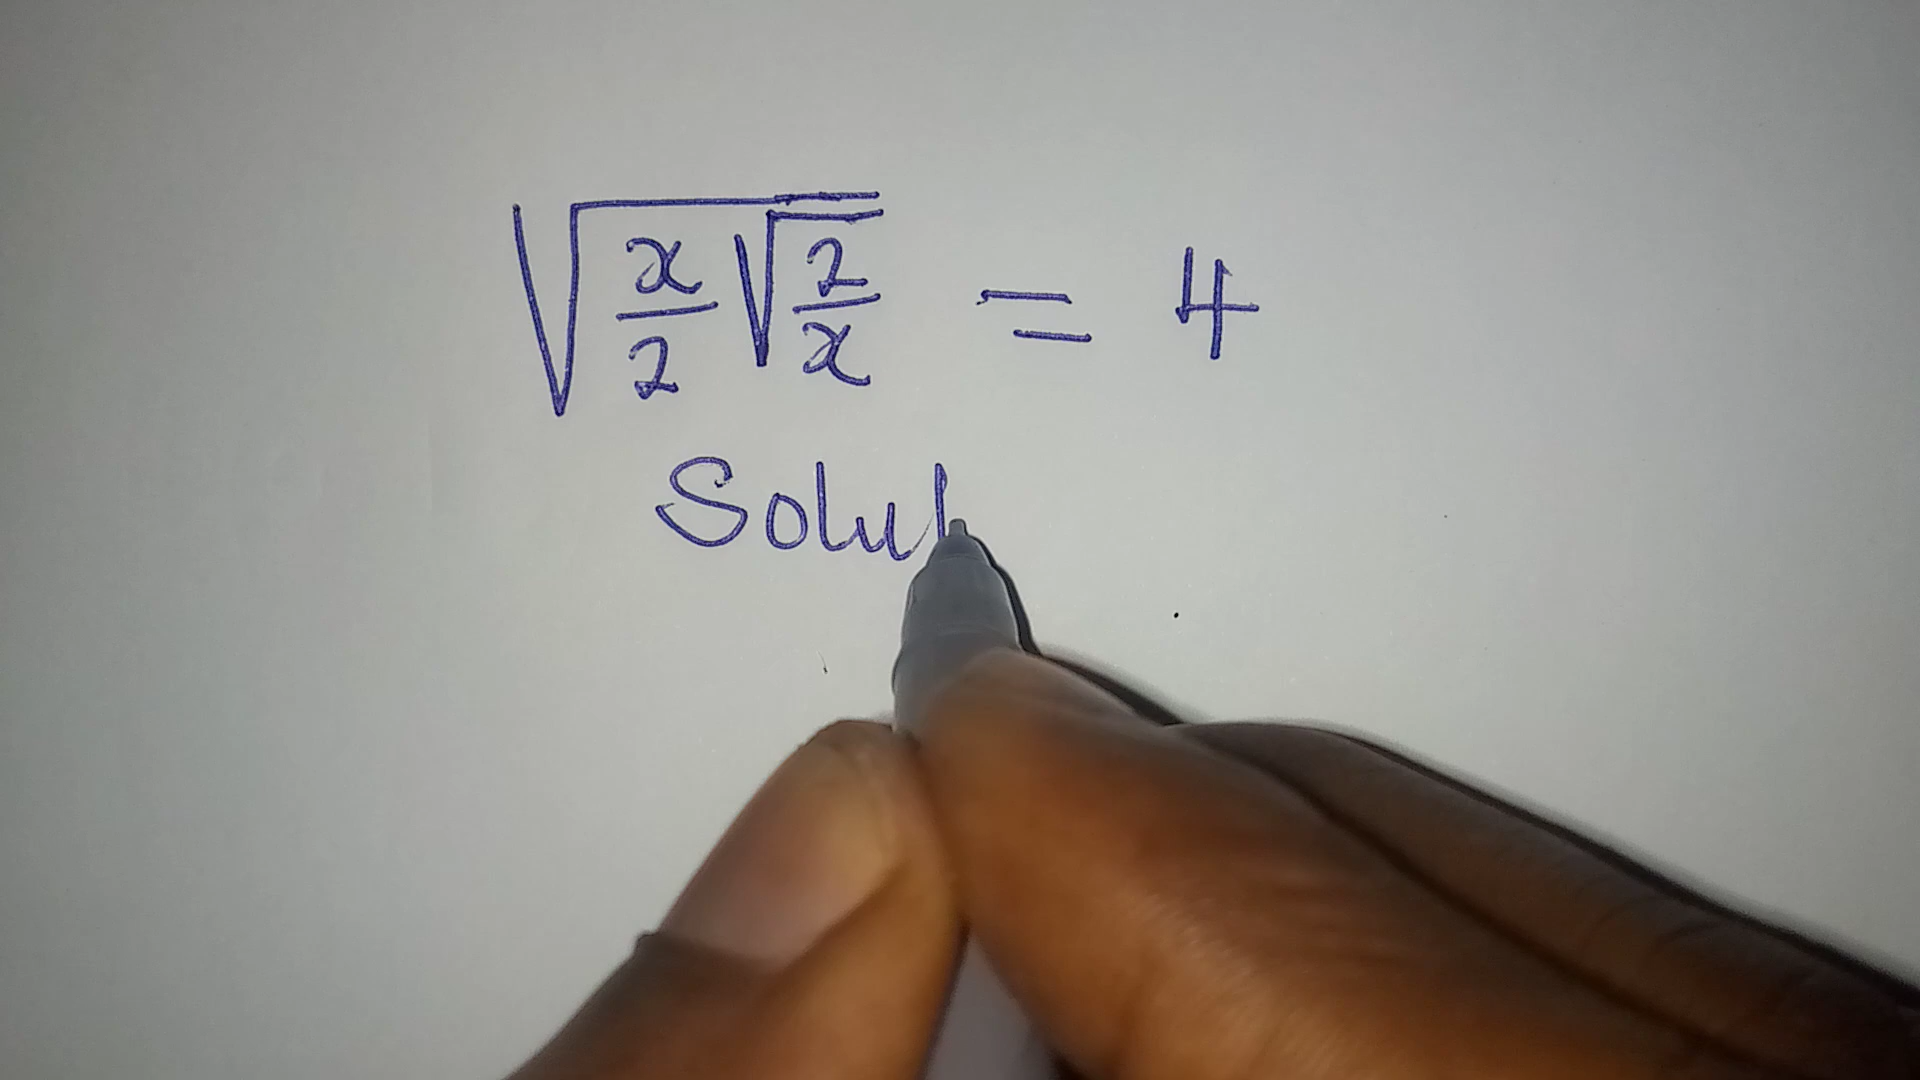 √(x/2 √(2/x)) = 4
Solut